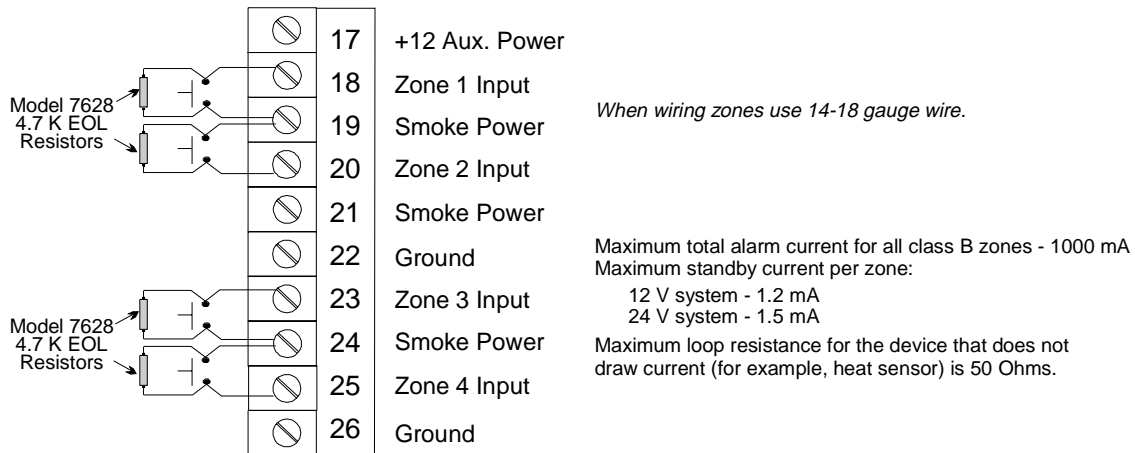 17 +12 Aux. Power
18 Zone 1 Input
19 Smoke Power
20 Zone 2 Input
21 Smoke Power
22 Ground
23 Zone 3 Input
24 Smoke Power
25 Zone 4 Input
26 Ground
Model 7628
4.7 K EOL
Resistors
Model 7628
4.7 K EOL
Resistors
When wiring zones use 14-18 gauge wire.
Maximum total alarm current for all class B zones - 1000 mA
Maximum standby current per zone:
12 V system - 1.2 mA
24 V system - 1.5 mA
Maximum loop resistance for the device that does not
draw current (for example, heat sensor) is 50 Ohms.